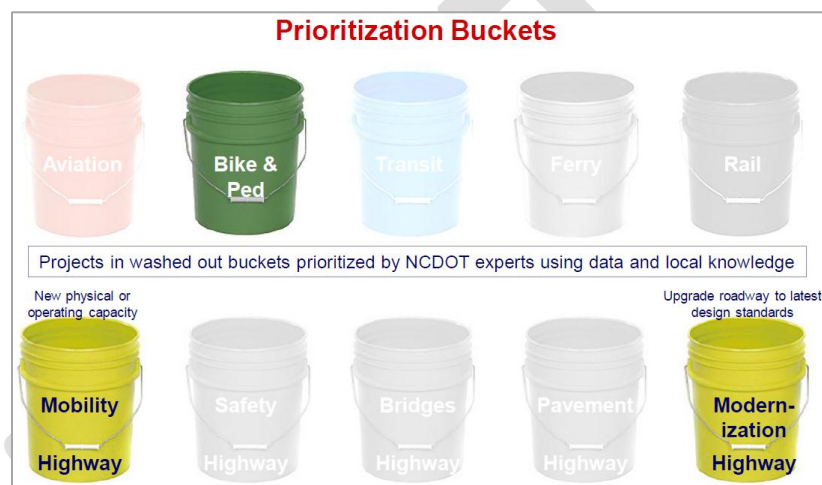 Prioritization Buckets
Aviation
Bike &
Ped
Transit
Ferry
Rail
Projects in washed out buckets prioritized by NCDOT experts using data and local knowledge
New physical or
operating capacity
Upgrade roadway to latest
design standards
Mobility
Highway
Safety
Highway
Bridges
Highway
Pavement
Highway
Modern-
ization
Highway